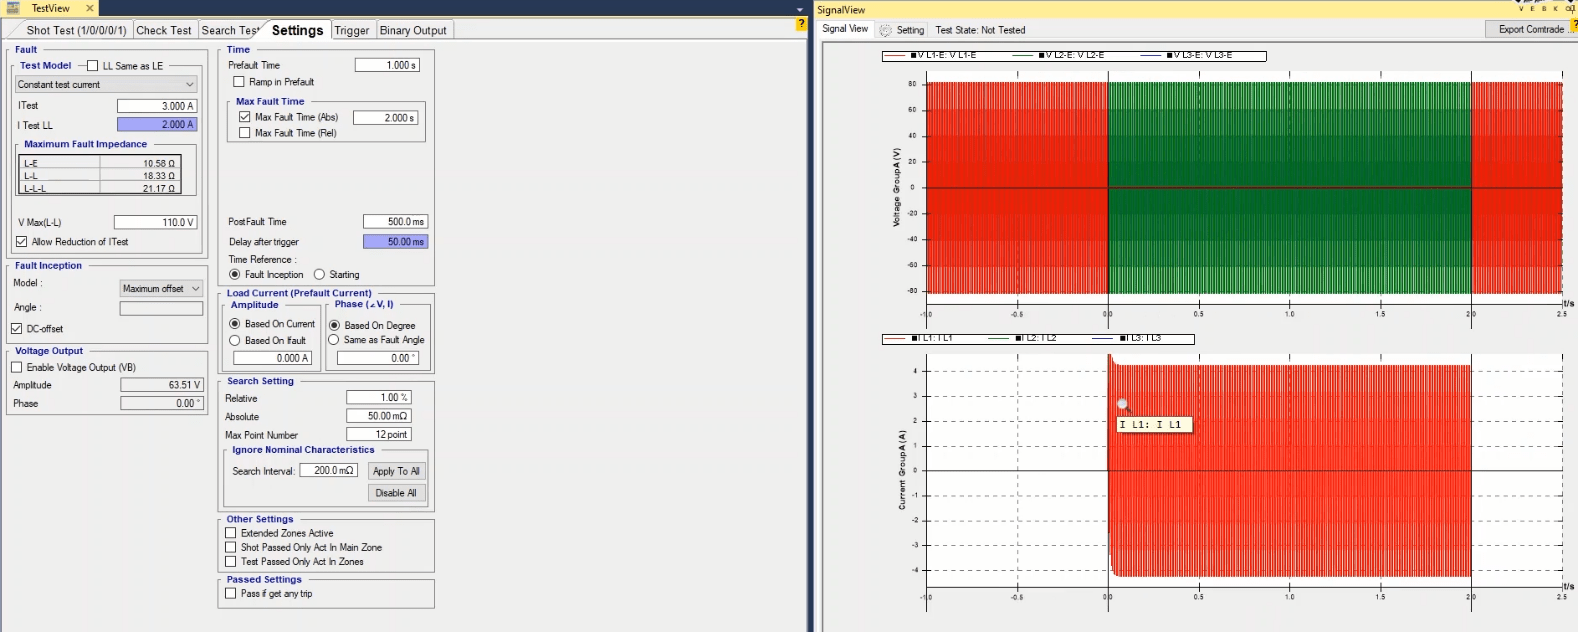 TestView
Shot Test (1/0/0/0/1) Check Test Search Test Settings Trigger Binary Output
Fault
Test Model LL Same as LE
Constant test current
ITest 3.000 A
I Test LL 2.000 A
Maximum Fault Impedance
L-E 10.58 Ω
L-L 18.33 Ω
L-L-L 21.17 Ω
V Max(L-L) 110.0 V
Allow Reduction of ITest
Fault Inception
Model : Maximum offset
Angle :
DC-offset
Voltage Output
Enable Voltage Output (VB)
Amplitude 63.51 V
Phase 0.00 °
Time
Prefault Time 1.000 s
Ramp in Prefault
Max Fault Time
Max Fault Time (Abs) 2.000 s
Max Fault Time (Rel)
PostFault Time 500.0 ms
Delay after trigger 50.00 ms
Time Reference :
Fault Inception Starting
Load Current (Prefault Current)
Amplitude
Based On Current
Based On Ifault
0.000 A
Phase (∠V, I)
Based On Degree
Same as Fault Angle
0.00 °
Search Setting
Relative 1.00 %
Absolute 50.00 mΩ
Max Point Number 12 point
Ignore Nominal Characteristics
Search Interval: 200.0 mΩ Apply To All
Disable All
Other Settings
Extended Zones Active
Shot Passed Only Act In Main Zone
Test Passed Only Act In Zones
Passed Settings
Pass if get any trip
?
SignalView
Signal View Setting Test State: Not Tested Export Comtrade ...
V L1-E: V L1-E V L2-E: V L2-E V L3-E: V L3-E
Voltage GroupA (V)
80
60
40
20
0
-20
-40
-60
-80
t/s
-1.0 -0.5 0.0 0.5 1.0 1.5 2.0 2.5
I L1: I L1 I L2: I L2 I L3: I L3
Current GroupA (A)
4
3
2
1
0
-1
-2
-3
-4
I L1: I L1
t/s
-1.0 -0.5 0.0 0.5 1.0 1.5 2.0 2.5